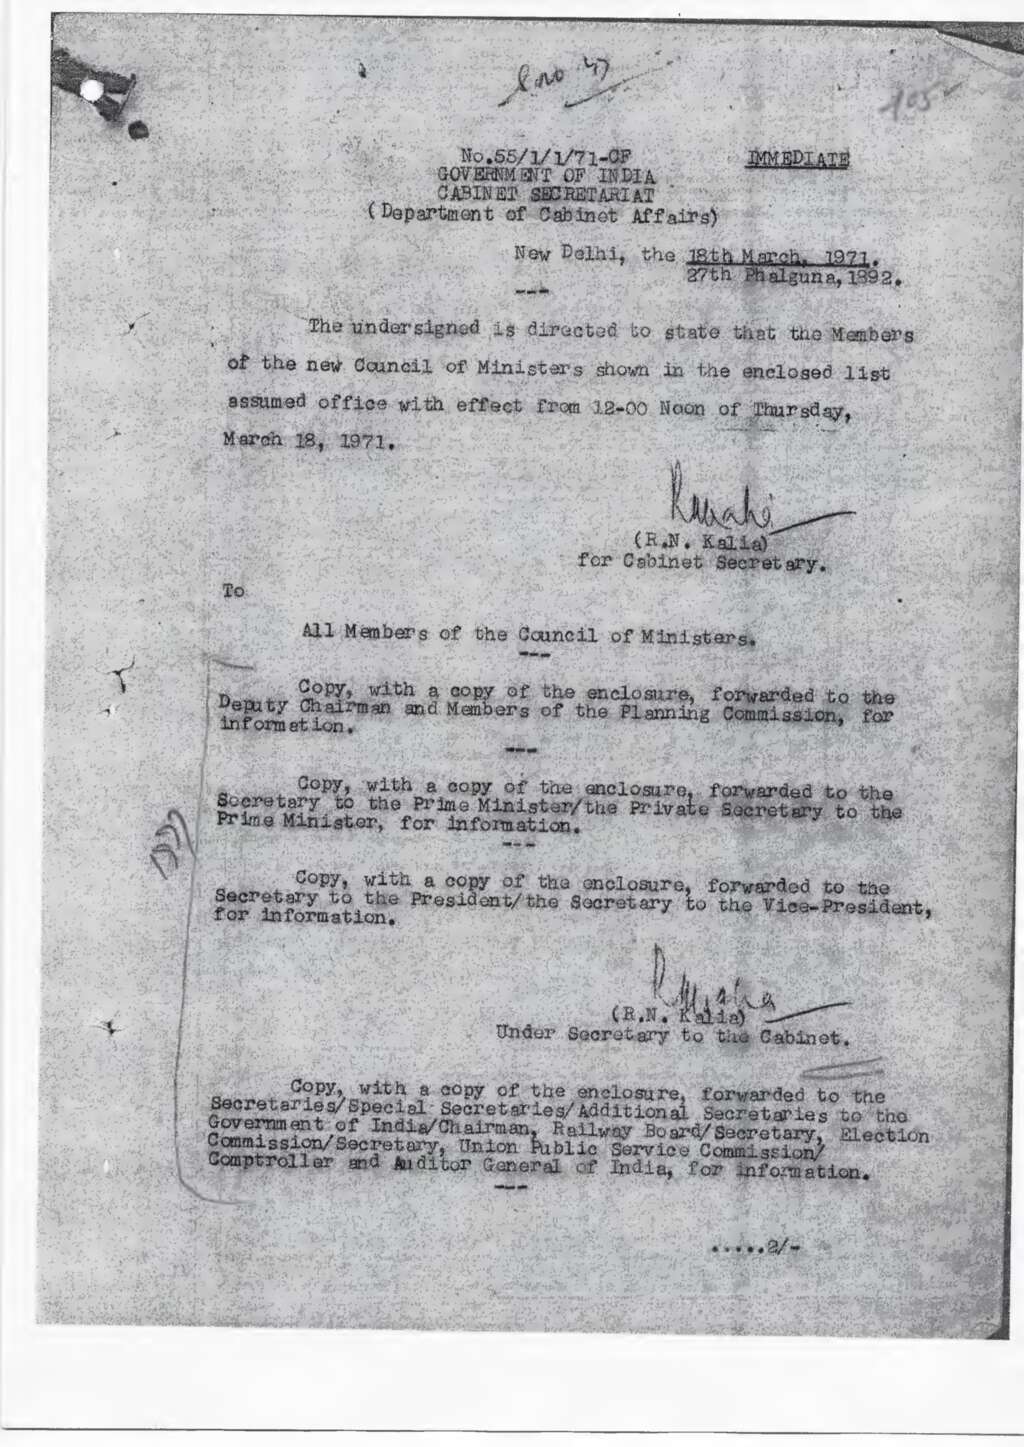 105
No.55/1/1/71-CF
IMMEDIATE
GOVERNMENT OF INDIA
CABINET SECRETARIAT
(Department of Cabinet Affairs)
New Delhi, the 18th March, 1971.
27th Phalguna, 1892.
---
The undersigned is directed to state that the Members
of the new Council of Ministers shown in the enclosed list
assumed office with effect from 12-00 Noon of Thursday,
March 18, 1971.
(R.N. Kalia)
for Cabinet Secretary.
To
All Members of the Council of Ministers.
---
Copy, with a copy of the enclosure, forwarded to the
Deputy Chairman and Members of the Planning Commission, for
information.
---
Copy, with a copy of the enclosure, forwarded to the
Secretary to the Prime Minister/the Private Secretary to the
Prime Minister, for information.
---
Copy, with a copy of the enclosure, forwarded to the
Secretary to the President/the Secretary to the Vice-President,
for information.
(R.N. Kalia)
Under Secretary to the Cabinet.
Copy, with a copy of the enclosure, forwarded to the
Secretaries/Special Secretaries/Additional Secretaries to the
Government of India/Chairman, Railway Board/Secretary, Election
Commission/Secretary, Union Public Service Commission/
Comptroller and Auditor General of India, for information.
---
.....2/-